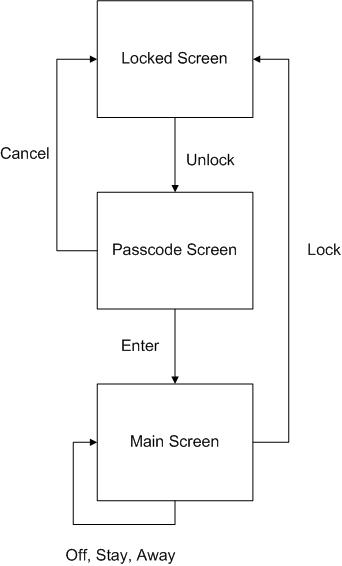 Locked Screen
Cancel
Unlock
Passcode Screen
Lock
Enter
Main Screen
Off, Stay, Away